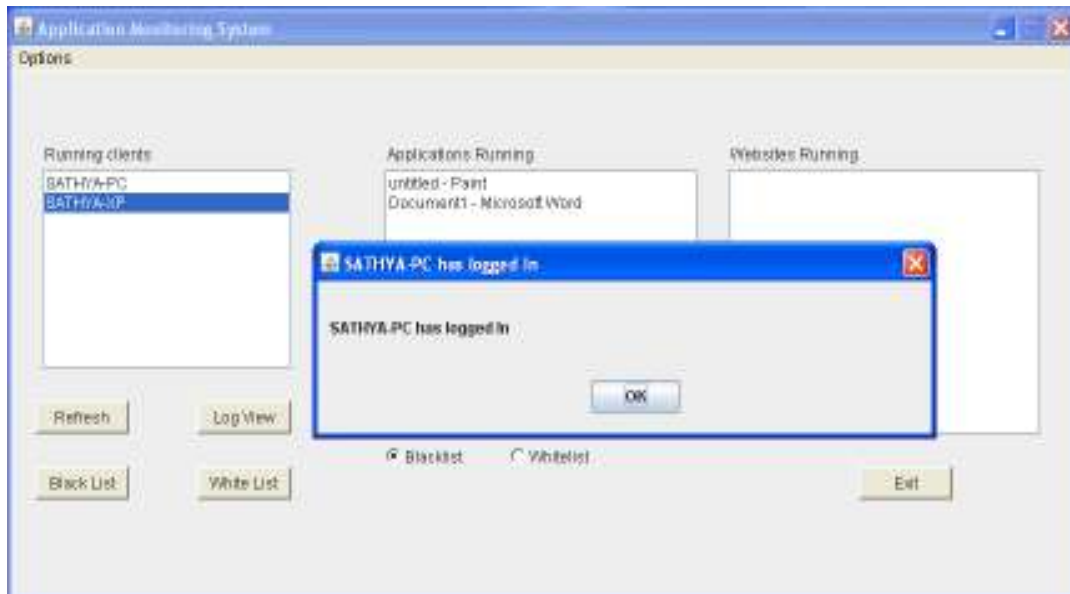 Application Monitoring System
Options
Running clients
Applications Running
Websites Running
SATHYA-PC
SATHYA-XP
untitled - Paint
Document1 - Microsoft Word
SATHYA-PC has logged In
SATHYA-PC has logged In
OK
Refresh
Log View
Blacklist
Whitelist
Black List
White List
Exit